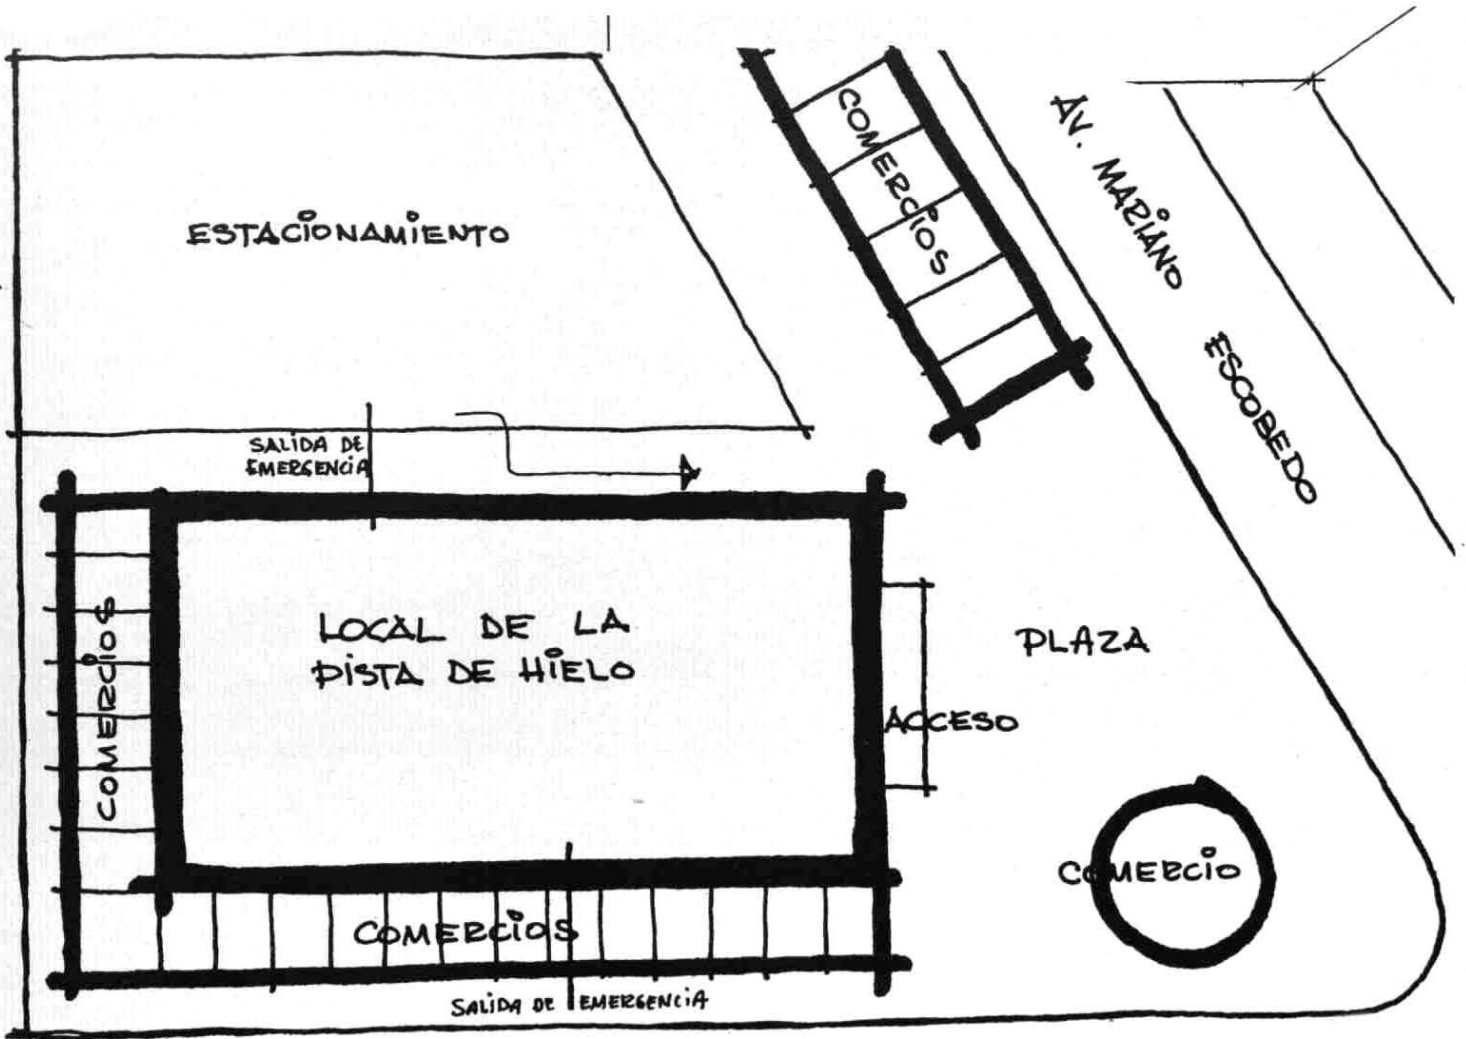 COMERCIOS
AV. MARIANO
ESCOBEDO
ESTACIONAMIENTO
SALIDA DE
EMERGENCIA
LOCAL DE LA
PISTA DE HIELO
COMERCIOS
PLAZA
ACCESO
COMERCIO
COMERCIOS
SALIDA DE EMERGENCIA